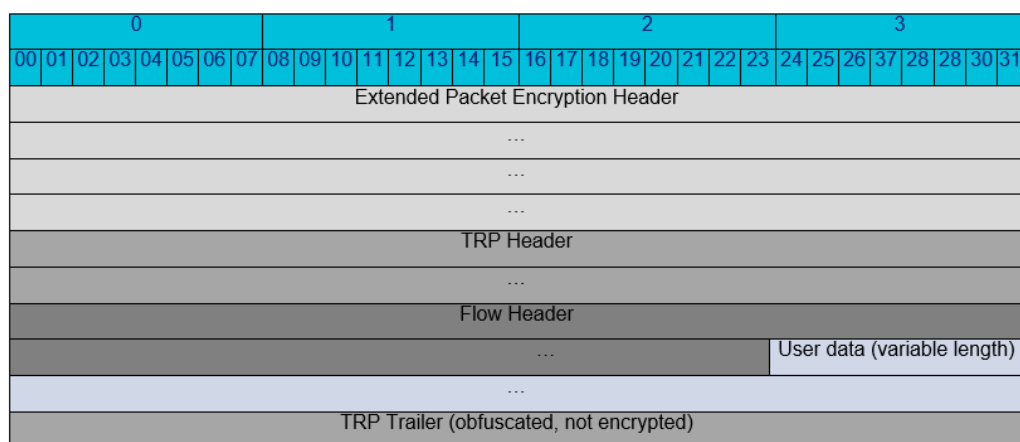 0 1 2 3
00 01 02 03 04 05 06 07 08 09 10 11 12 13 14 15 16 17 18 19 20 21 22 23 24 25 26 37 28 28 30 31
Extended Packet Encryption Header
...
...
...
TRP Header
...
Flow Header
... User data (variable length)
...
TRP Trailer (obfuscated, not encrypted)